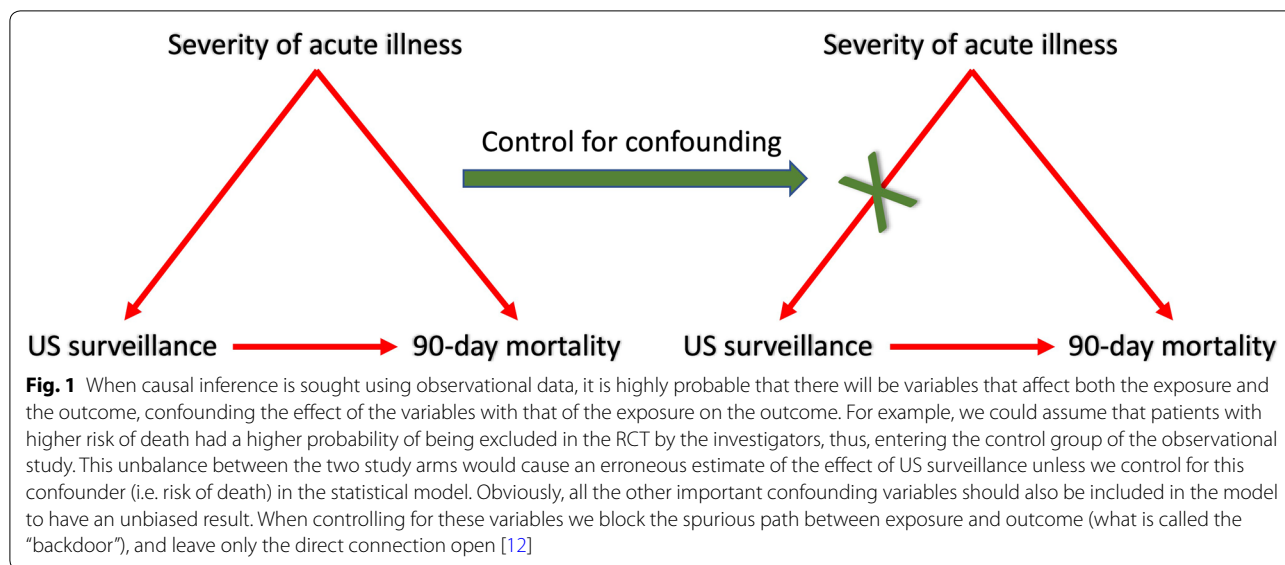 Severity of acute illness
Severity of acute illness
Control for confounding
US surveillance
90-day mortality
US surveillance
90-day mortality
Fig. 1 When causal inference is sought using observational data, it is highly probable that there will be variables that affect both the exposure and
the outcome, confounding the effect of the variables with that of the exposure on the outcome. For example, we could assume that patients with
higher risk of death had a higher probability of being excluded in the RCT by the investigators, thus, entering the control group of the observational
study. This unbalance between the two study arms would cause an erroneous estimate of the effect of US surveillance unless we control for this
confounder (i.e. risk of death) in the statistical model. Obviously, all the other important confounding variables should also be included in the model
to have an unbiased result. When controlling for these variables we block the spurious path between exposure and outcome (what is called the
“backdoor”), and leave only the direct connection open [12]